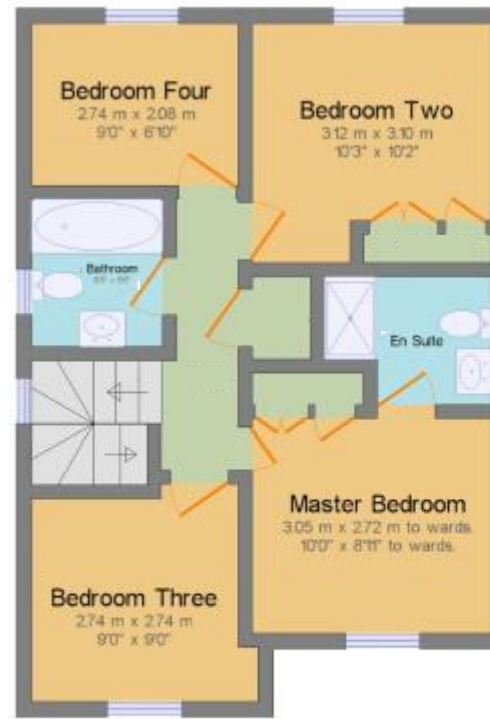 Bedroom Four
2.74 m x 2.08 m
9'0" x 6'10"
Bedroom Two
3.12 m x 3.10 m
10'3" x 10'2"
Bathroom
En Suite
Master Bedroom
3.05 m x 2.72 m to wards.
10'0" x 8'11" to wards.
Bedroom Three
2.74 m x 2.74 m
9'0" x 9'0"